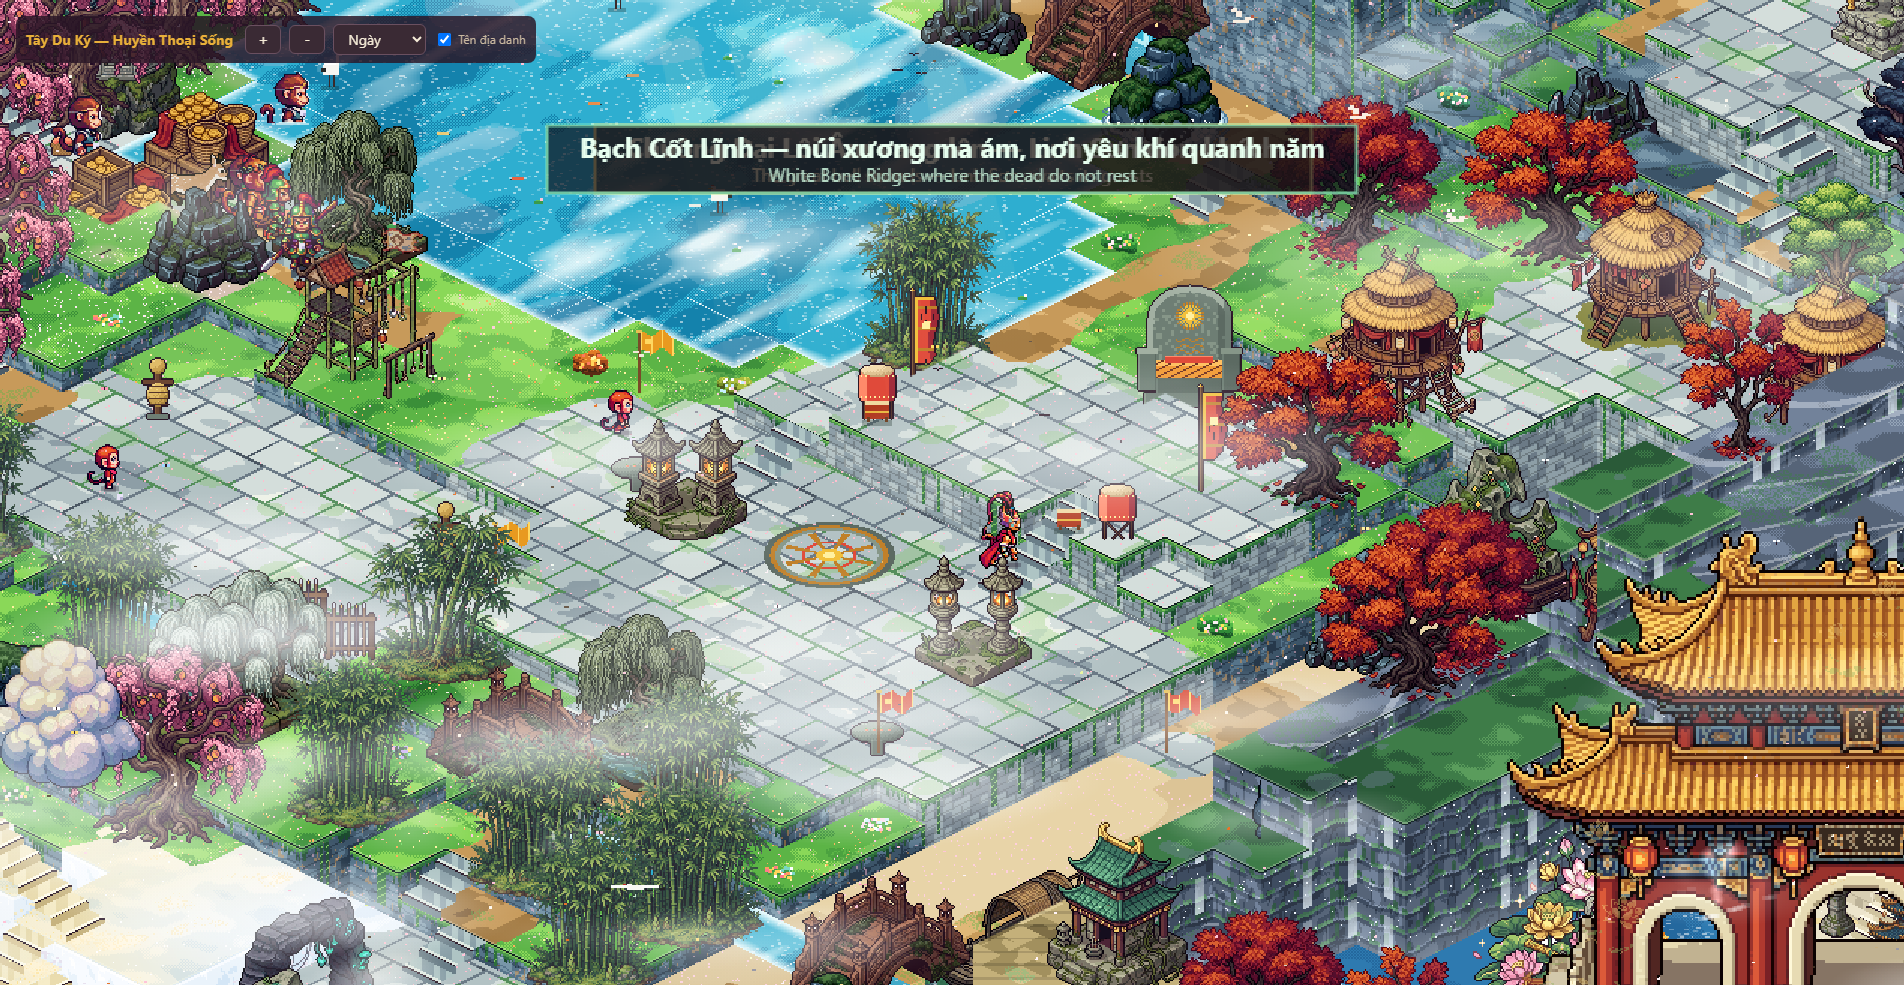 Tây Du Ký — Huyền Thoại Sống
+
-
Ngày
Tên địa danh
Bạch Cốt Lĩnh — núi xương ma ám, nơi yêu khí quanh năm
White Bone Ridge: where the dead do not rest